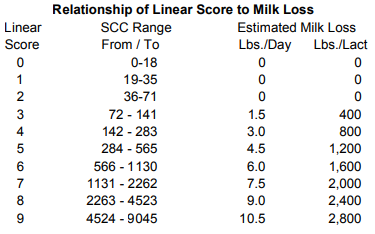 Relationship of Linear Score to Milk Loss
Linear SCC Range Estimated Milk Loss
Score From / To Lbs./Day Lbs./Lact
0 0-18 0 0
1 19-35 0 0
2 36-71 0 0
3 72 - 141 1.5 400
4 142 - 283 3.0 800
5 284 - 565 4.5 1,200
6 566 - 1130 6.0 1,600
7 1131 - 2262 7.5 2,000
8 2263 - 4523 9.0 2,400
9 4524 - 9045 10.5 2,800